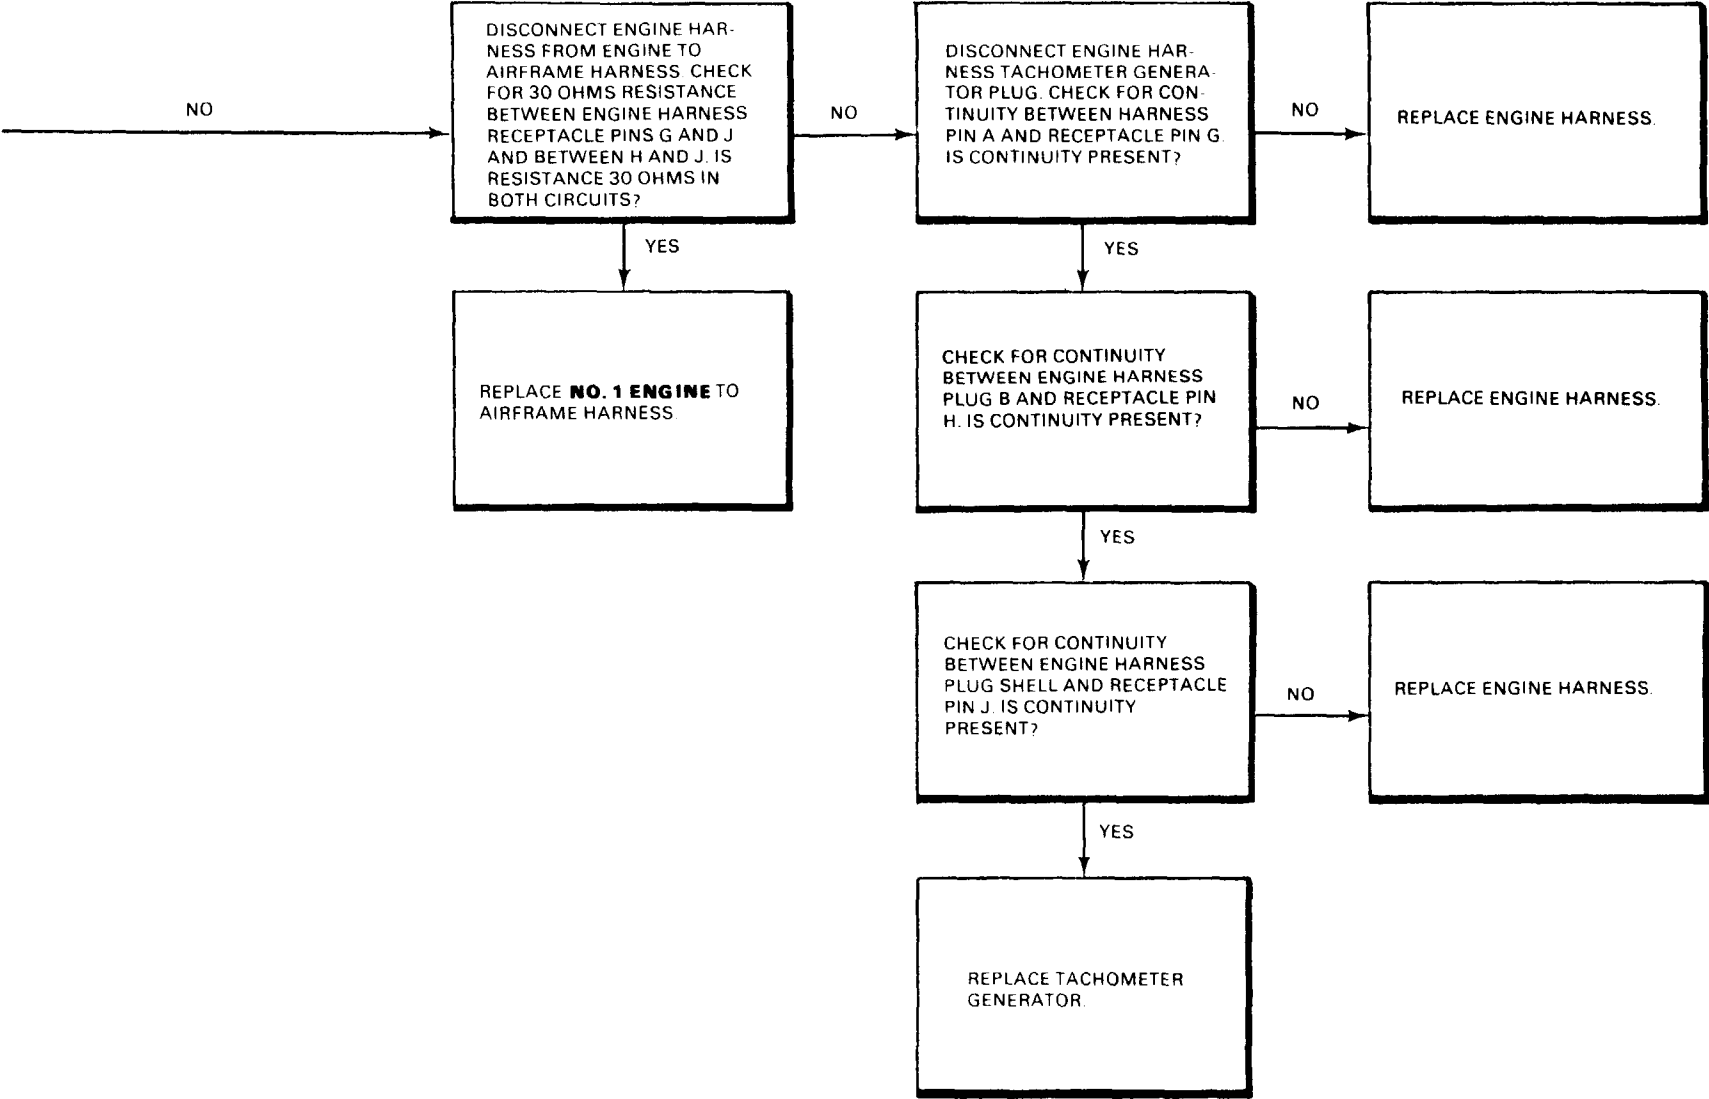 NO
DISCONNECT ENGINE HAR-
NESS FROM ENGINE TO
AIRFRAME HARNESS. CHECK
FOR 30 OHMS RESISTANCE
BETWEEN ENGINE HARNESS
RECEPTACLE PINS G AND J
AND BETWEEN H AND J. IS
RESISTANCE 30 OHMS IN
BOTH CIRCUITS?
NO
DISCONNECT ENGINE HAR-
NESS TACHOMETER GENERA-
TOR PLUG. CHECK FOR CON-
TINUITY BETWEEN HARNESS
PIN A AND RECEPTACLE PIN G.
IS CONTINUITY PRESENT?
NO
REPLACE ENGINE HARNESS.
YES
YES
REPLACE NO. 1 ENGINE TO
AIRFRAME HARNESS.
CHECK FOR CONTINUITY
BETWEEN ENGINE HARNESS
PLUG B AND RECEPTACLE PIN
H. IS CONTINUITY PRESENT?
NO
REPLACE ENGINE HARNESS.
YES
CHECK FOR CONTINUITY
BETWEEN ENGINE HARNESS
PLUG SHELL AND RECEPTACLE
PIN J. IS CONTINUITY
PRESENT?
NO
REPLACE ENGINE HARNESS.
YES
REPLACE TACHOMETER
GENERATOR.